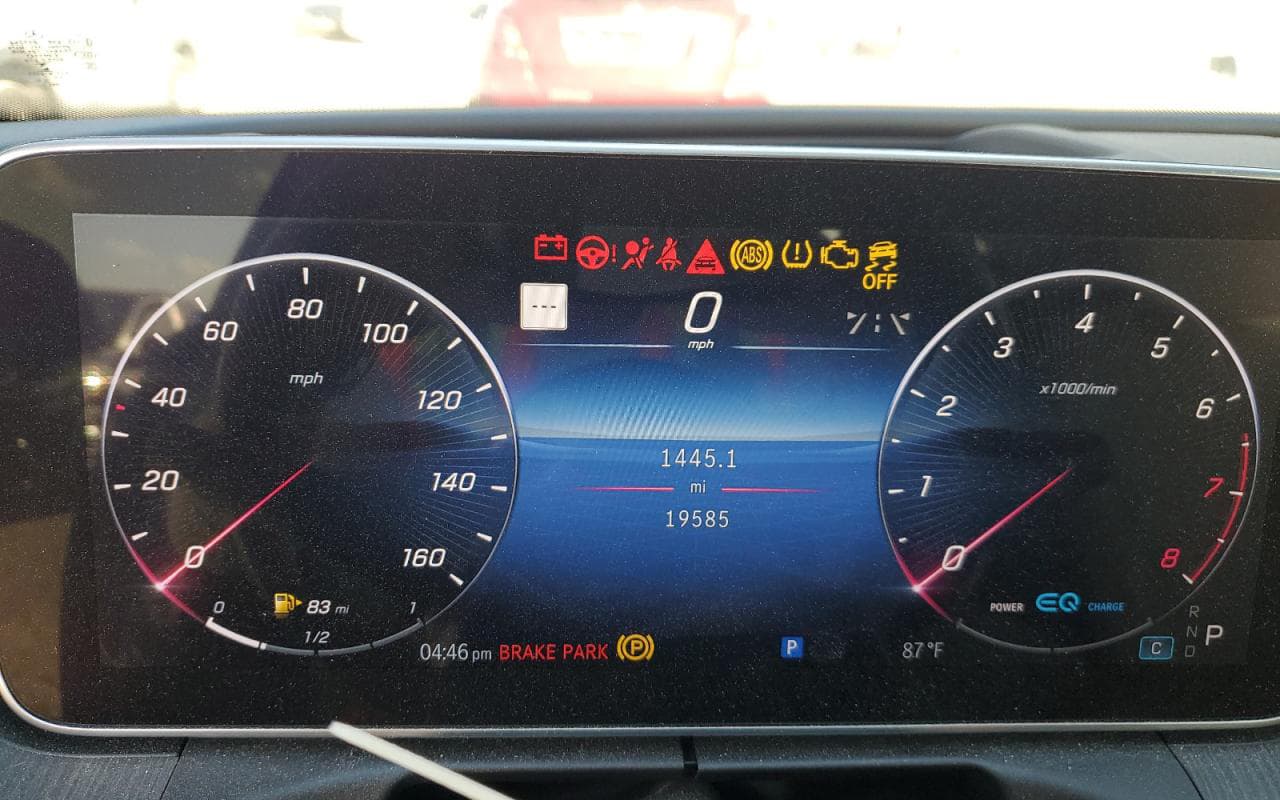 ABS
OFF
---
0
mph
20
40
60
80
100
120
140
160
0
mph
1445.1
mi
19585
0
1
2
3
4
5
6
7
8
x1000/min
0
83 mi
1
1/2
POWER EQ CHARGE
04:46 pm BRAKE PARK P
P
87°F
C
R
N
D
P